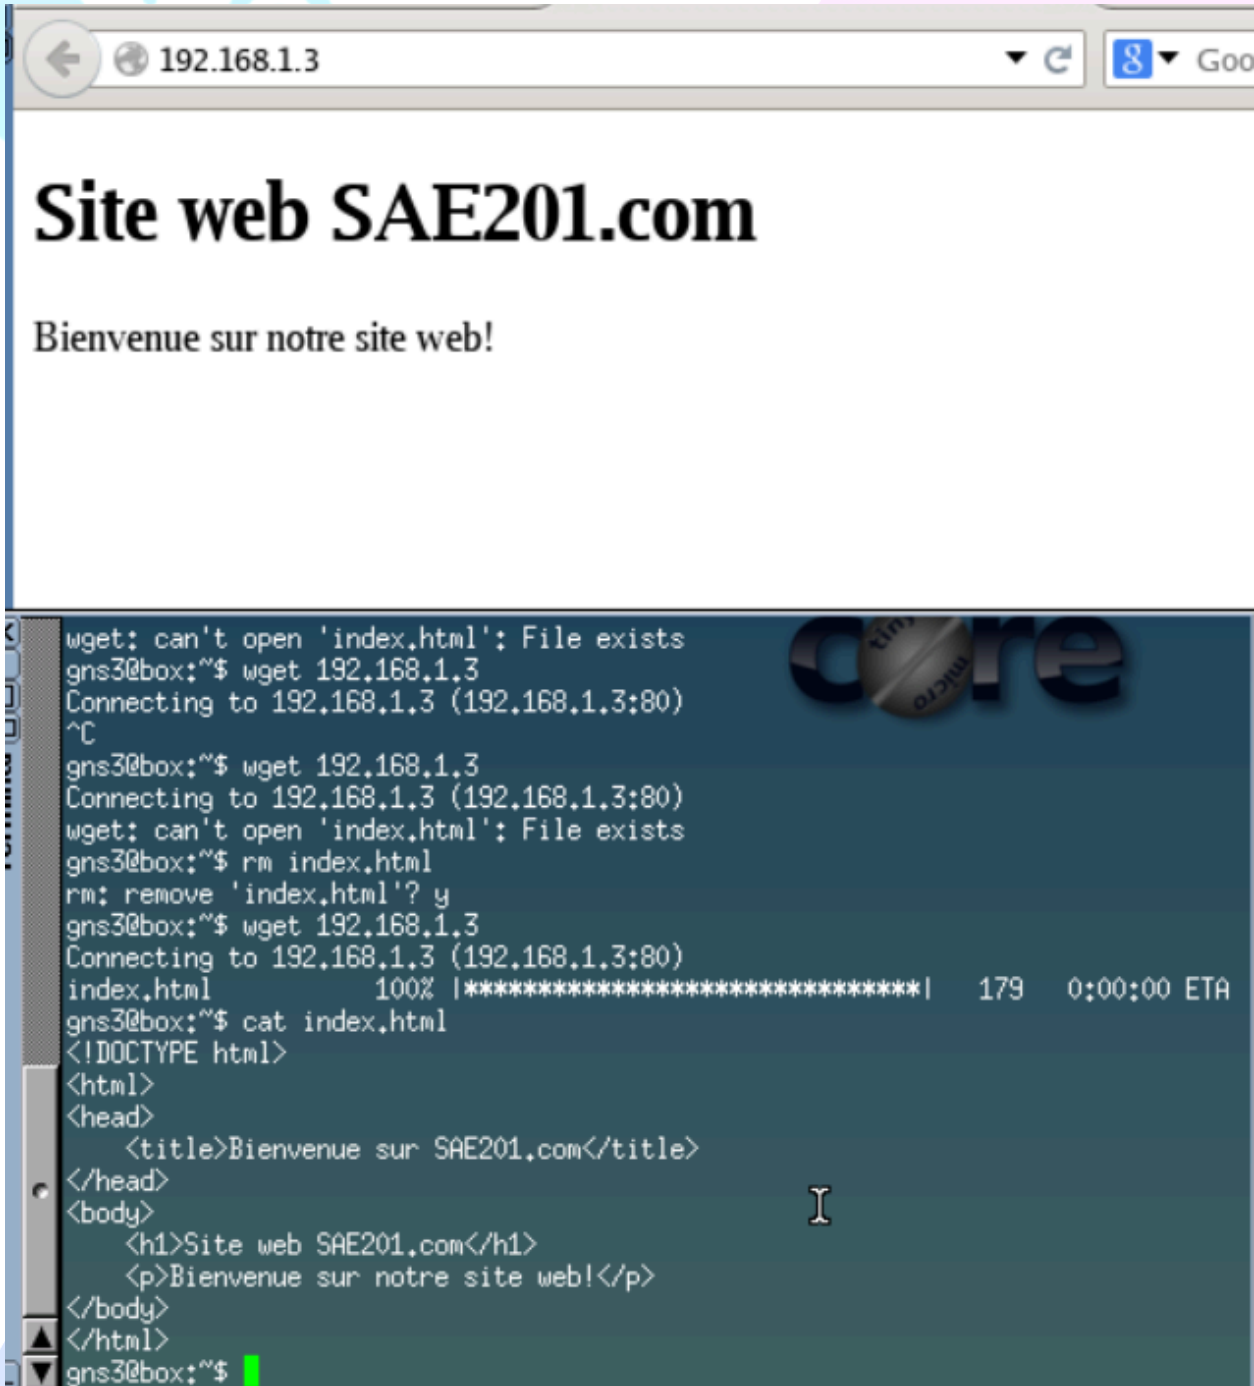 192.168.1.3
8 Goo
Site web SAE201.com
Bienvenue sur notre site web!
tiny core
micro
wget: can't open 'index.html': File exists
gns3@box:~$ wget 192.168.1.3
Connecting to 192.168.1.3 (192.168.1.3:80)
^C
gns3@box:~$ wget 192.168.1.3
Connecting to 192.168.1.3 (192.168.1.3:80)
wget: can't open 'index.html': File exists
gns3@box:~$ rm index.html
rm: remove 'index.html'? y
gns3@box:~$ wget 192.168.1.3
Connecting to 192.168.1.3 (192.168.1.3:80)
index.html           100% |*******************************|   179   0:00:00 ETA
gns3@box:~$ cat index.html
<!DOCTYPE html>
<html>
<head>
    <title>Bienvenue sur SAE201.com</title>
</head>
<body>
    <h1>Site web SAE201.com</h1>
    <p>Bienvenue sur notre site web!</p>
</body>
</html>
gns3@box:~$